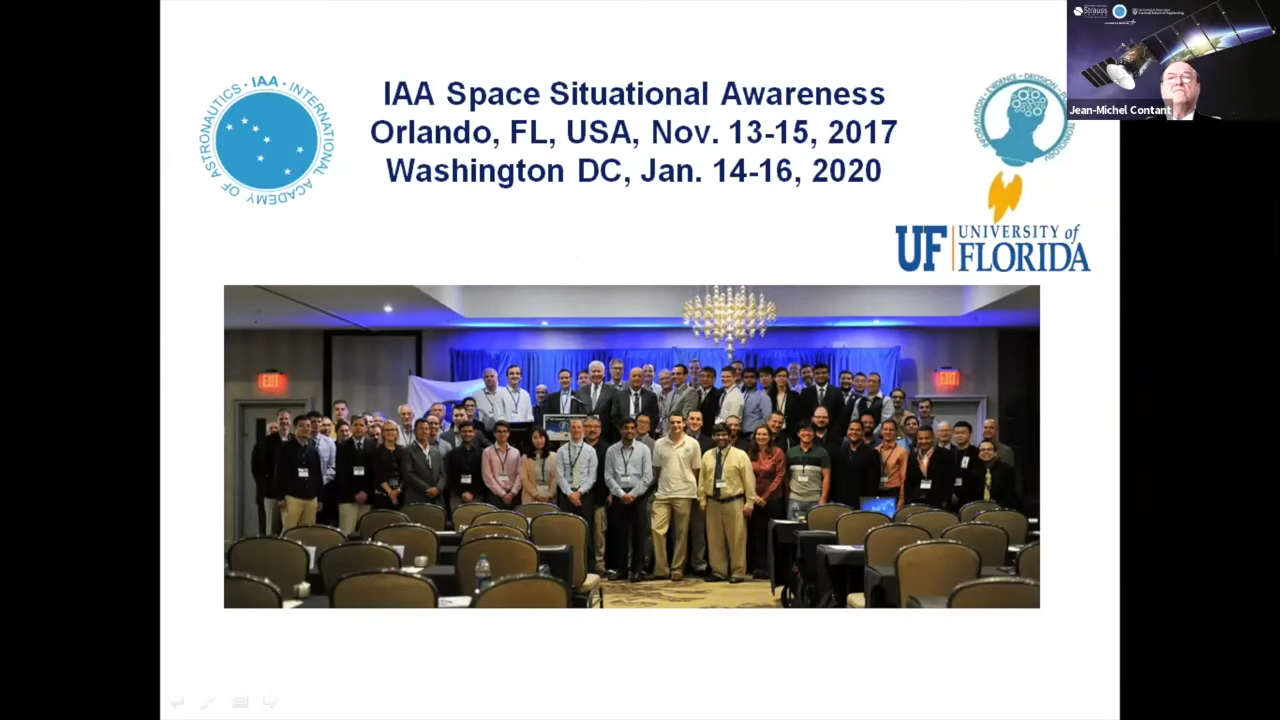 IAA Space Situational Awareness
Orlando, FL, USA, Nov. 13-15, 2017
Washington DC, Jan. 14-16, 2020
INTERNATIONAL ACADEMY OF ASTRONAUTICS · IAA ·
UF UNIVERSITY of
FLORIDA
Strauss
Jean-Michel Contant
EXIT
EXIT